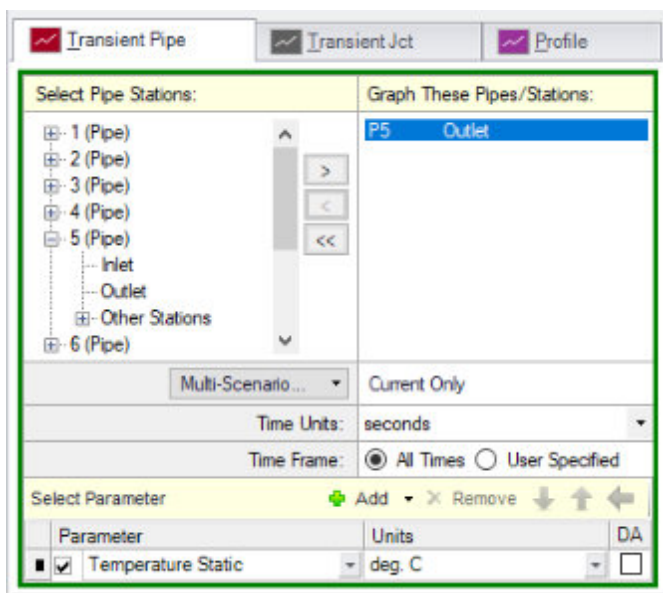 Transient Pipe Transient Jct Profile
Select Pipe Stations: Graph These Pipes/Stations:
1 (Pipe) P5 Outlet
2 (Pipe)
3 (Pipe) >
4 (Pipe) <
5 (Pipe) <<
Inlet
Outlet
Other Stations
6 (Pipe)
Multi-Scenario... Current Only
Time Units: seconds
Time Frame: All Times User Specified
Select Parameter Add Remove
Parameter Units DA
Temperature Static deg. C